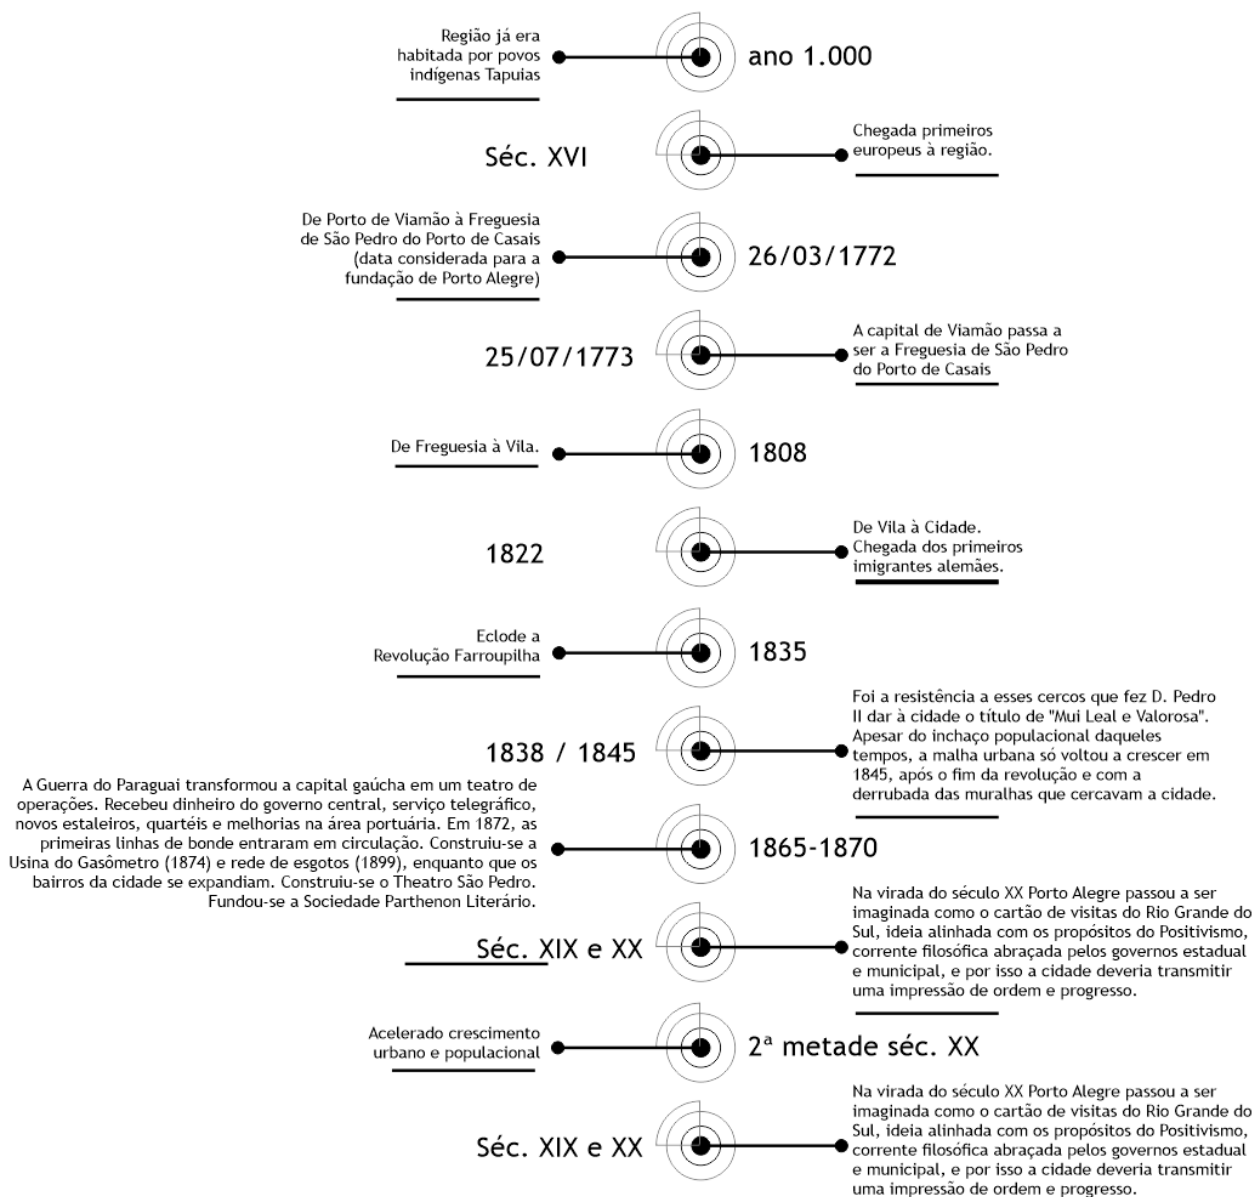 Região já era
habitada por povos
indígenas Tapuias
ano 1.000
Séc. XVI
Chegada primeiros
europeus à região.
De Porto de Viamão à Freguesia
de São Pedro do Porto de Casais
(data considerada para a
fundação de Porto Alegre)
26/03/1772
25/07/1773
A capital de Viamão passa a
ser a Freguesia de São Pedro
do Porto de Casais
De Freguesia à Vila.
1808
1822
De Vila à Cidade.
Chegada dos primeiros
imigrantes alemães.
Eclode a
Revolução Farroupilha
1835
1838 / 1845
Foi a resistência a esses cercos que fez D. Pedro
II dar à cidade o título de "Mui Leal e Valorosa".
Apesar do inchaço populacional daqueles
tempos, a malha urbana só voltou a crescer em
1845, após o fim da revolução e com a
derrubada das muralhas que cercavam a cidade.
A Guerra do Paraguai transformou a capital gaúcha em um teatro de
operações. Recebeu dinheiro do governo central, serviço telegráfico,
novos estaleiros, quartéis e melhorias na área portuária. Em 1872, as
primeiras linhas de bonde entraram em circulação. Construiu-se a
Usina do Gasômetro (1874) e rede de esgotos (1899), enquanto que os
bairros da cidade se expandiam. Construiu-se o Theatro São Pedro.
Fundou-se a Sociedade Parthenon Literário.
1865-1870
Séc. XIX e XX
Na virada do século XX Porto Alegre passou a ser
imaginada como o cartão de visitas do Rio Grande do
Sul, ideia alinhada com os propósitos do Positivismo,
corrente filosófica abraçada pelos governos estadual
e municipal, e por isso a cidade deveria transmitir
uma impressão de ordem e progresso.
Acelerado crescimento
urbano e populacional
2ª metade séc. XX
Séc. XIX e XX
Na virada do século XX Porto Alegre passou a ser
imaginada como o cartão de visitas do Rio Grande do
Sul, ideia alinhada com os propósitos do Positivismo,
corrente filosófica abraçada pelos governos estadual
e municipal, e por isso a cidade deveria transmitir
uma impressão de ordem e progresso.